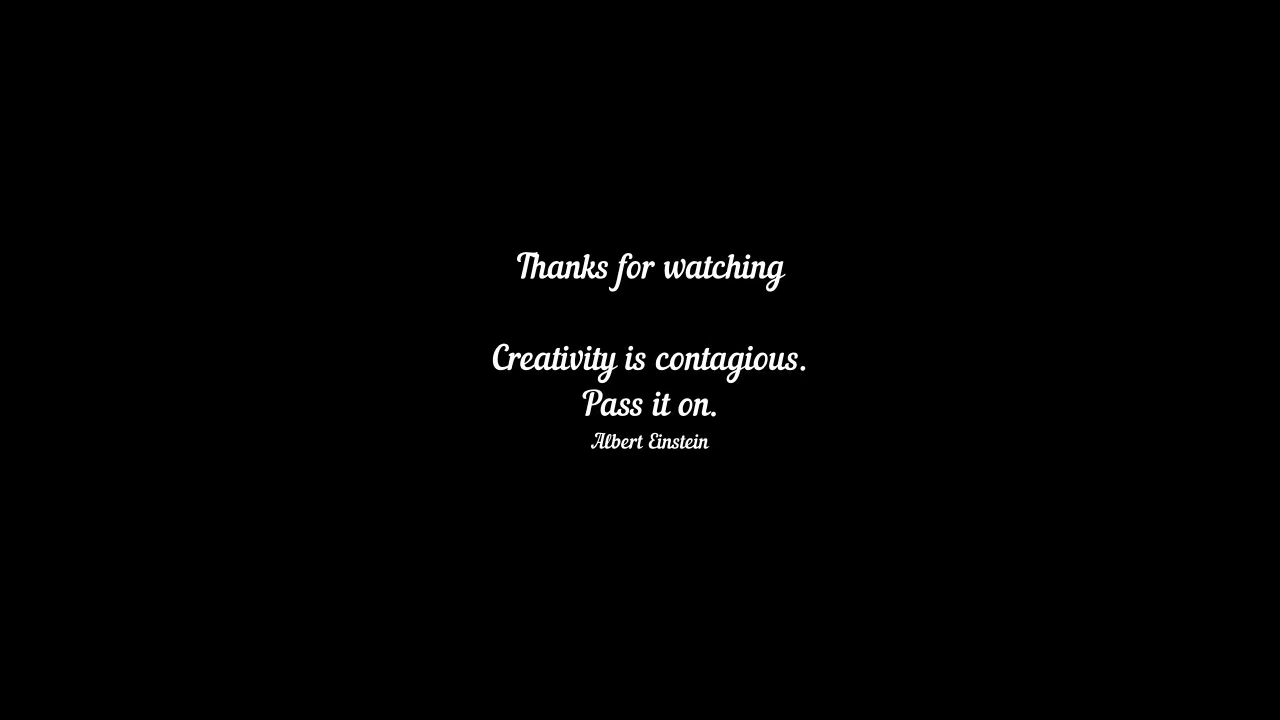 Thanks for watching
Creativity is contagious.
Pass it on.
Albert Einstein